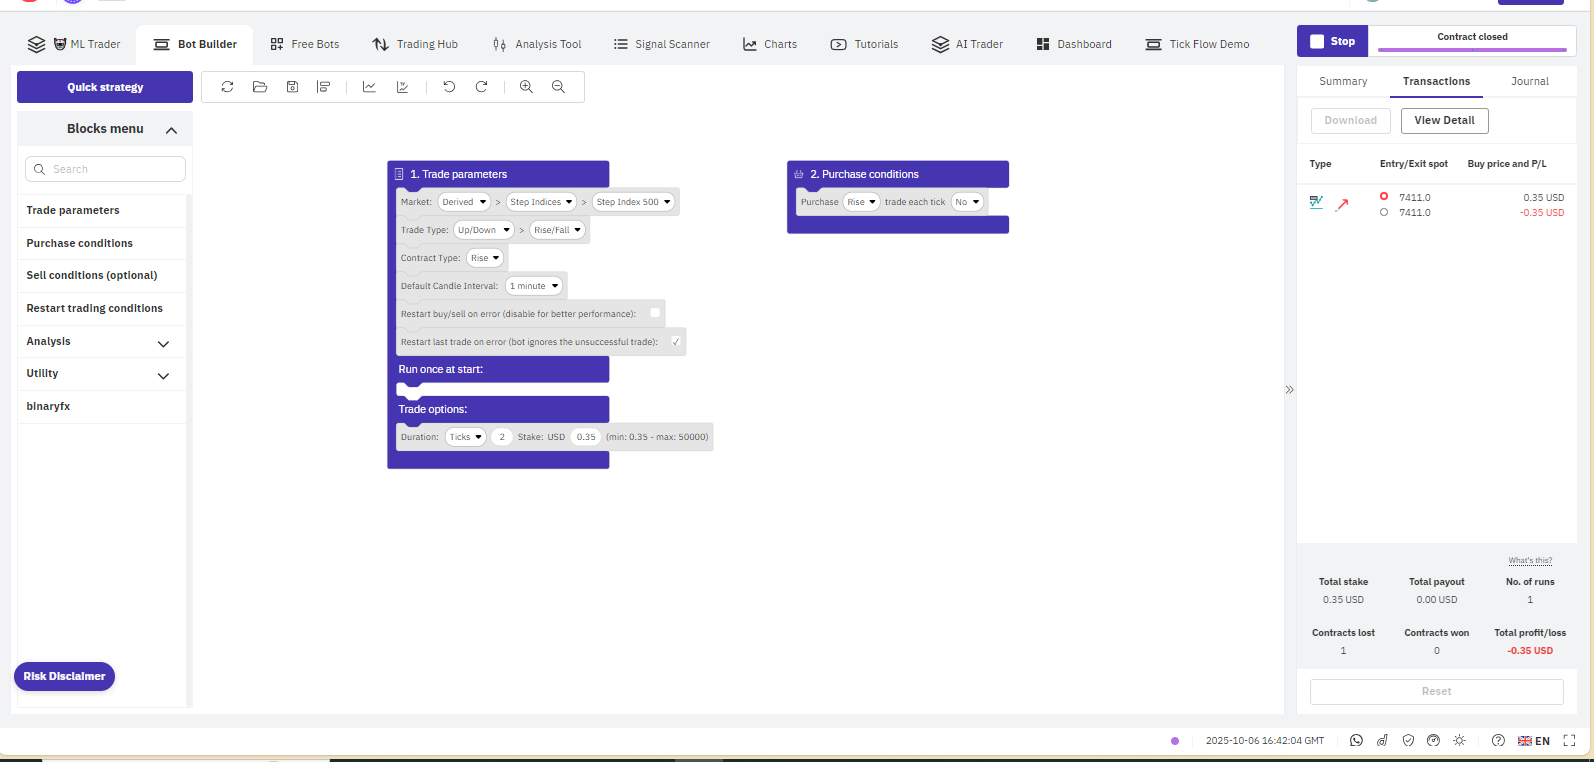 ML Trader
Bot Builder
Free Bots
Trading Hub
Analysis Tool
Signal Scanner
Charts
Tutorials
AI Trader
Dashboard
Tick Flow Demo
Stop
Contract closed
Quick strategy
Blocks menu
Search
Trade parameters
Purchase conditions
Sell conditions (optional)
Restart trading conditions
Analysis
Utility
binaryfx
Risk Disclaimer
1. Trade parameters
Market: Derived > Step Indices > Step Index 500
Trade Type: Up/Down > Rise/Fall
Contract Type: Rise
Default Candle Interval: 1 minute
Restart buy/sell on error (disable for better performance):
Restart last trade on error (bot ignores the unsuccessful trade): ✓
Run once at start:
Trade options:
Duration: Ticks 2 Stake: USD 0.35 (min: 0.35 - max: 50000)
2. Purchase conditions
Purchase Rise trade each tick No
Summary Transactions Journal
Download View Detail
Type Entry/Exit spot Buy price and P/L
7411.0 0.35 USD
7411.0 -0.35 USD
What's this?
Total stake Total payout No. of runs
0.35 USD 0.00 USD 1
Contracts lost Contracts won Total profit/loss
1 0 -0.35 USD
Reset
2025-10-06 16:42:04 GMT
EN